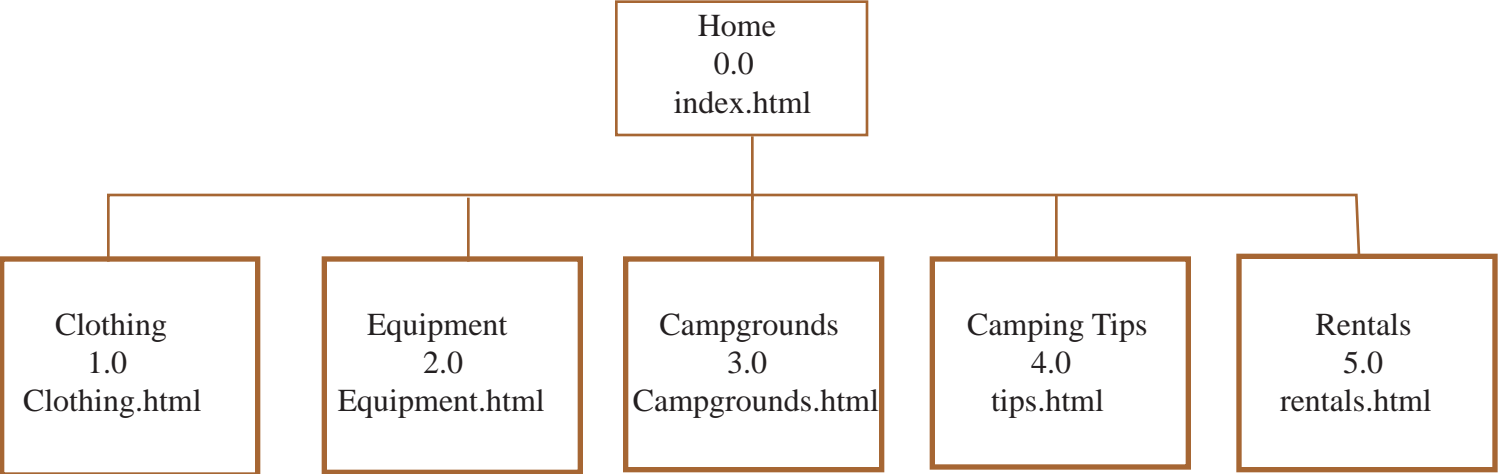 Home
0.0
index.html
Clothing
1.0
Clothing.html
Equipment
2.0
Equipment.html
Campgrounds
3.0
Campgrounds.html
Camping Tips
4.0
tips.html
Rentals
5.0
rentals.html